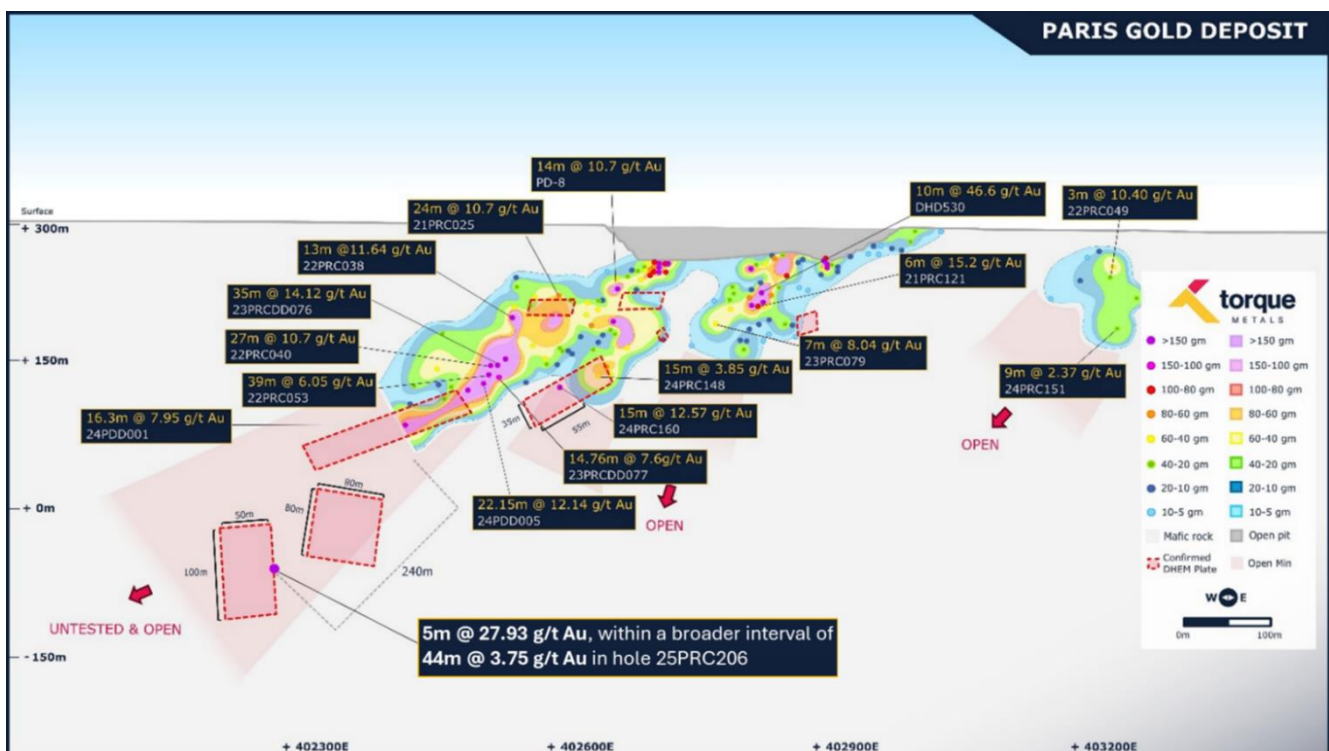 PARIS GOLD DEPOSIT
14m @ 10.7 g/t Au
PD-8
10m @ 46.6 g/t Au
DHD530
3m @ 10.40 g/t Au
22PRC049
24m @ 10.7 g/t Au
21PRC025
Surface
+ 300m
13m @11.64 g/t Au
22PRC038
6m @ 15.2 g/t Au
21PRC121
35m @ 14.12 g/t Au
23PRCDD076
27m @ 10.7 g/t Au
22PRC040
+ 150m
7m @ 8.04 g/t Au
23PRC079
39m @ 6.05 g/t Au
22PRC053
15m @ 3.85 g/t Au
24PRC148
9m @ 2.37 g/t Au
24PRC151
16.3m @ 7.95 g/t Au
24PDD001
35m
55m
15m @ 12.57 g/t Au
24PRC160
OPEN
14.76m @ 7.6g/t Au
23PRCDD077
80m
80m
22.15m @ 12.14 g/t Au
24PDD005
OPEN
+ 0m
50m
100m
240m
UNTESTED & OPEN
5m @ 27.93 g/t Au, within a broader interval of
44m @ 3.75 g/t Au in hole 25PRC206
- 150m
+ 402300E
+ 402600E
+ 402900E
+ 403200E
torque
METALS
>150 gm
>150 gm
150-100 gm
150-100 gm
100-80 gm
100-80 gm
80-60 gm
80-60 gm
60-40 gm
60-40 gm
40-20 gm
40-20 gm
20-10 gm
20-10 gm
10-5 gm
10-5 gm
Mafic rock
Open pit
Confirmed
DHEM Plate
Open Min
W E
0m
100m